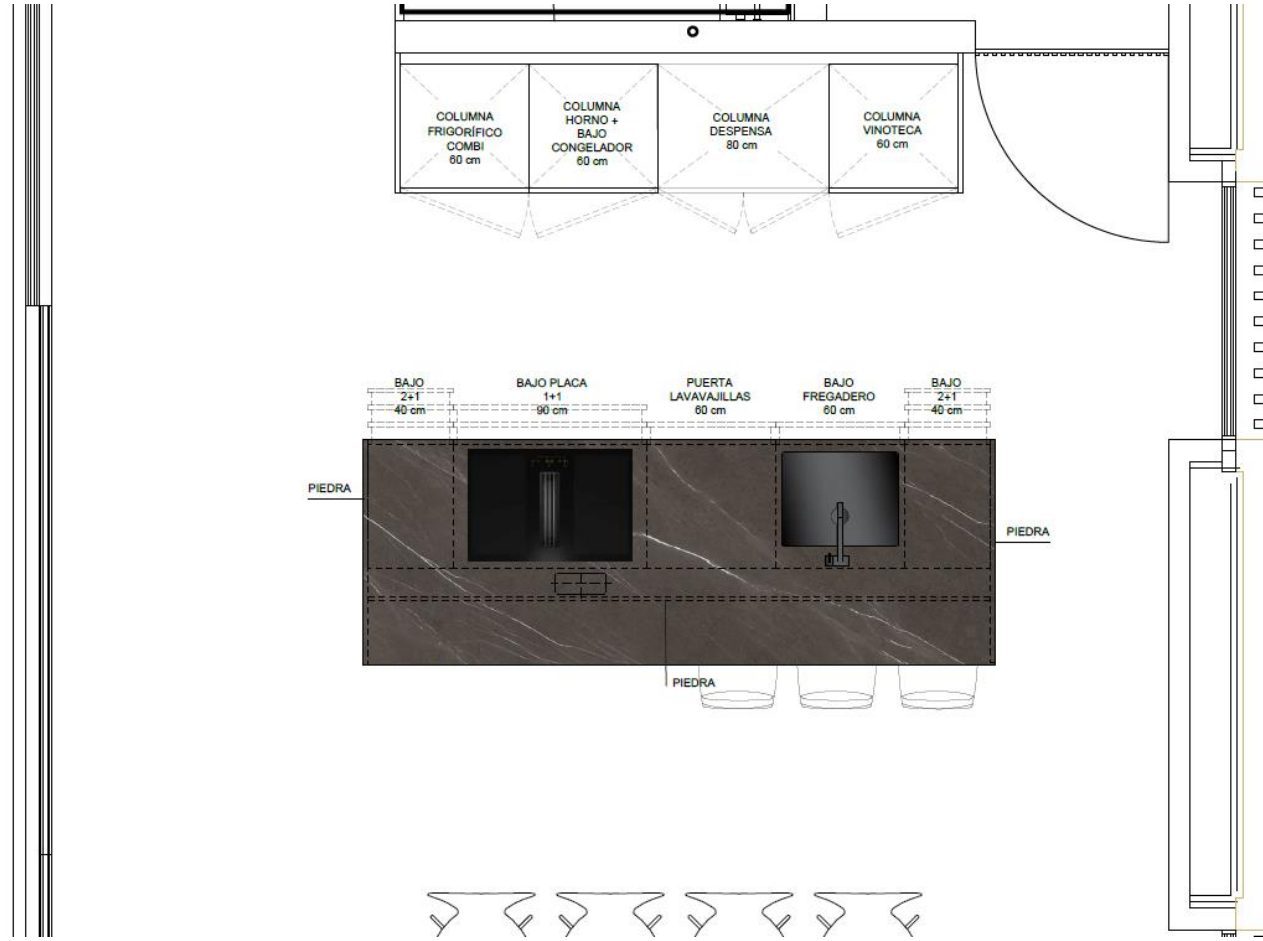 COLUMNA
FRIGORÍFICO
COMBI
60 cm
COLUMNA
HORNO +
BAJO
CONGELADOR
60 cm
COLUMNA
DESPENSA
80 cm
COLUMNA
VINOTECA
60 cm
BAJO
2+1
40 cm
BAJO PLACA
1+1
90 cm
PUERTA
LAVAVAJILLAS
60 cm
BAJO
FREGADERO
60 cm
BAJO
2+1
40 cm
PIEDRA
PIEDRA
PIEDRA